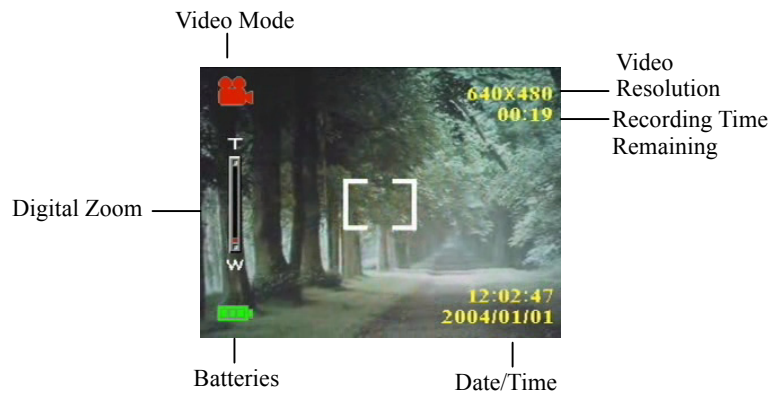 Video Mode
Video
Resolution
640X480
00:19
Recording Time
Remaining
T
Digital Zoom
W
12:02:47
2004/01/01
Batteries
Date/Time